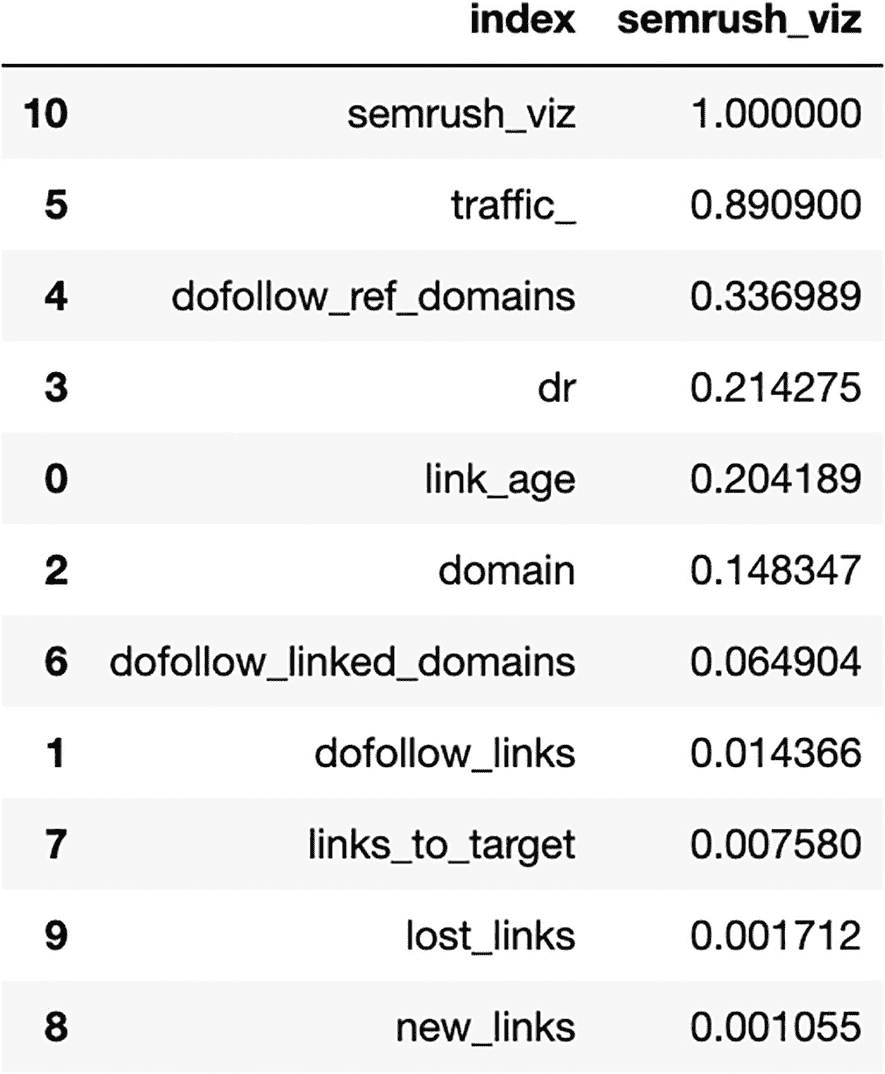 index semrush_viz
10 semrush_viz 1.000000
5 traffic_ 0.890900
4 dofollow_ref_domains 0.336989
3 dr 0.214275
0 link_age 0.204189
2 domain 0.148347
6 dofollow_linked_domains 0.064904
1 dofollow_links 0.014366
7 links_to_target 0.007580
9 lost_links 0.001712
8 new_links 0.001055